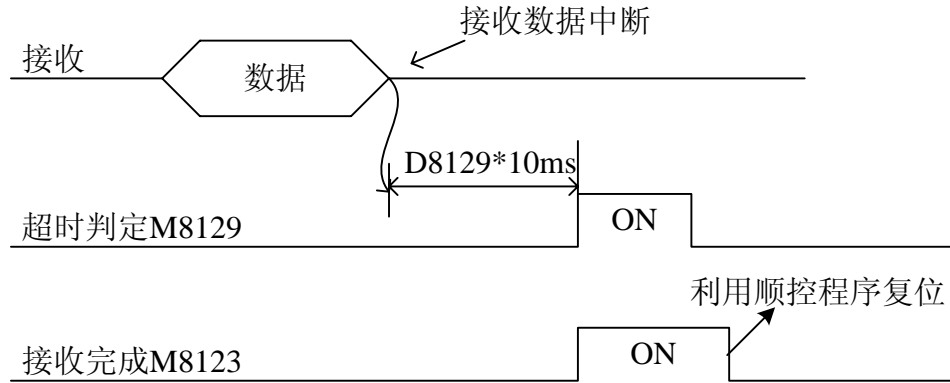 接收数据中断
接收
数据
D8129*10ms
超时判定M8129
ON
利用顺控程序复位
接收完成M8123
ON